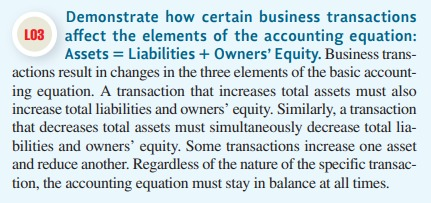 LO3
Demonstrate how certain business transactions
affect the elements of the accounting equation:
Assets = Liabilities + Owners' Equity. Business trans-
actions result in changes in the three elements of the basic account-
ing equation. A transaction that increases total assets must also
increase total liabilities and owners' equity. Similarly, a transaction
that decreases total assets must simultaneously decrease total lia-
bilities and owners' equity. Some transactions increase one asset
and reduce another. Regardless of the nature of the specific transac-
tion, the accounting equation must stay in balance at all times.